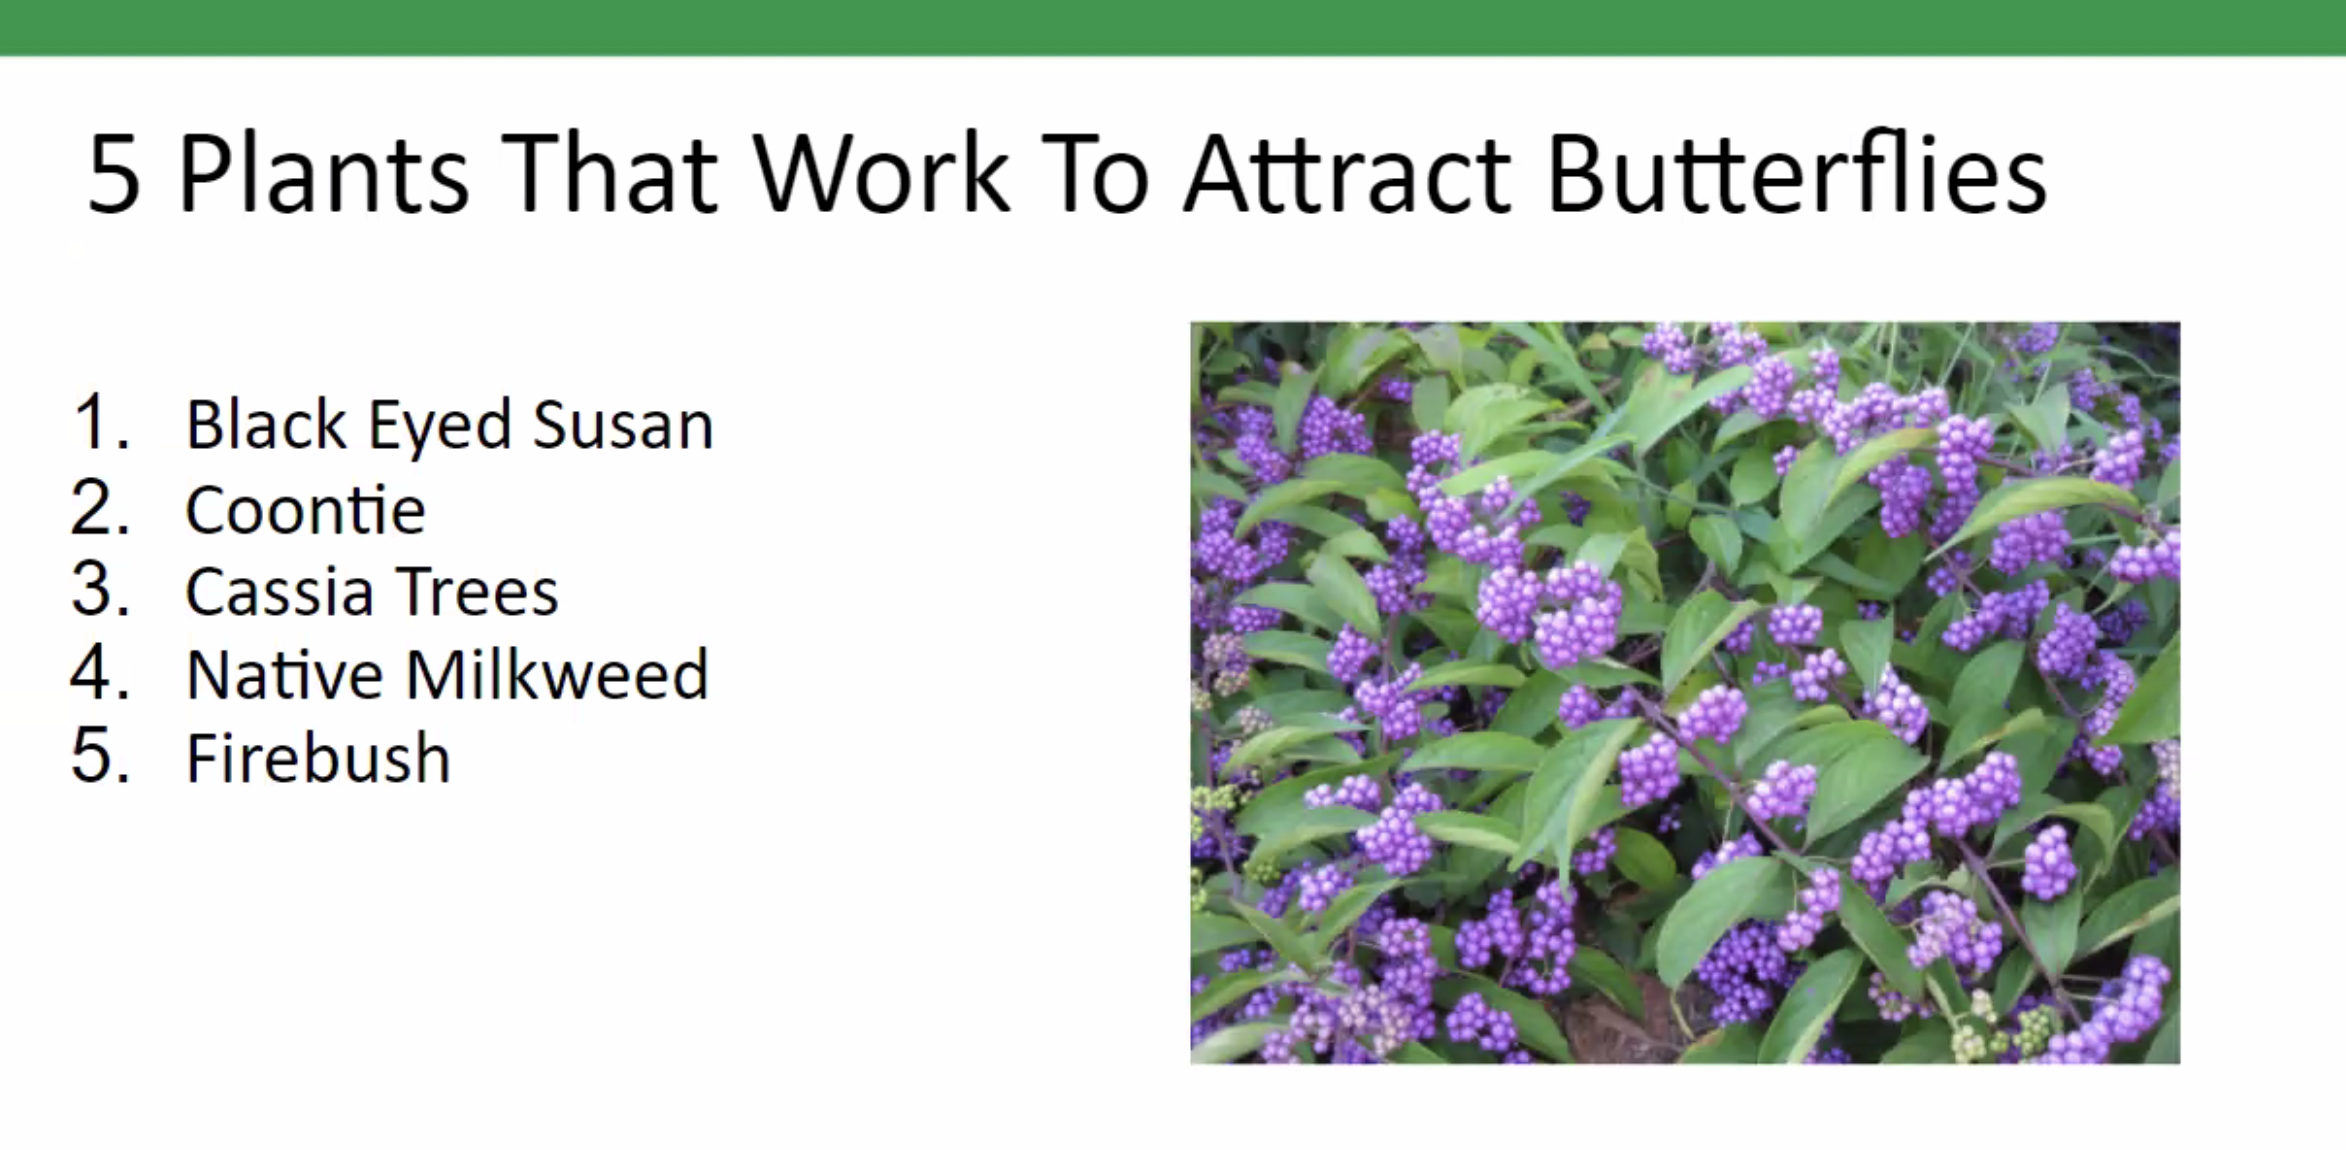 5 Plants That Work To Attract Butterflies
1. Black Eyed Susan
2. Coontie
3. Cassia Trees
4. Native Milkweed
5. Firebush